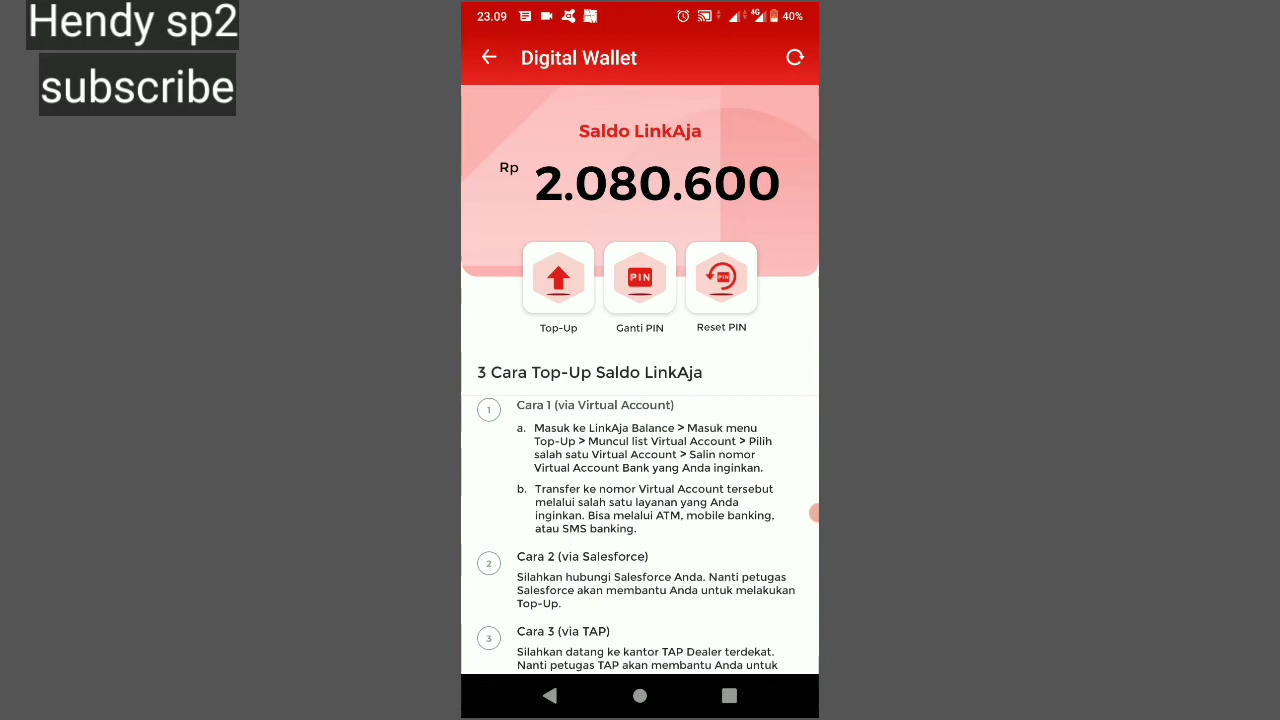 Hendy sp2
subscribe
23.09
4G
40%
Digital Wallet
Saldo LinkAja
Rp 2.080.600
PIN
PIN
Top-Up
Ganti PIN
Reset PIN
3 Cara Top-Up Saldo LinkAja
1 Cara 1 (via Virtual Account)
a. Masuk ke LinkAja Balance > Masuk menu
Top-Up > Muncul list Virtual Account > Pilih
salah satu Virtual Account > Salin nomor
Virtual Account Bank yang Anda inginkan.
b. Transfer ke nomor Virtual Account tersebut
melalui salah satu layanan yang Anda
inginkan. Bisa melalui ATM, mobile banking,
atau SMS banking.
2 Cara 2 (via Salesforce)
Silahkan hubungi Salesforce Anda. Nanti petugas
Salesforce akan membantu Anda untuk melakukan
Top-Up.
3 Cara 3 (via TAP)
Silahkan datang ke kantor TAP Dealer terdekat.
Nanti petugas TAP akan membantu Anda untuk